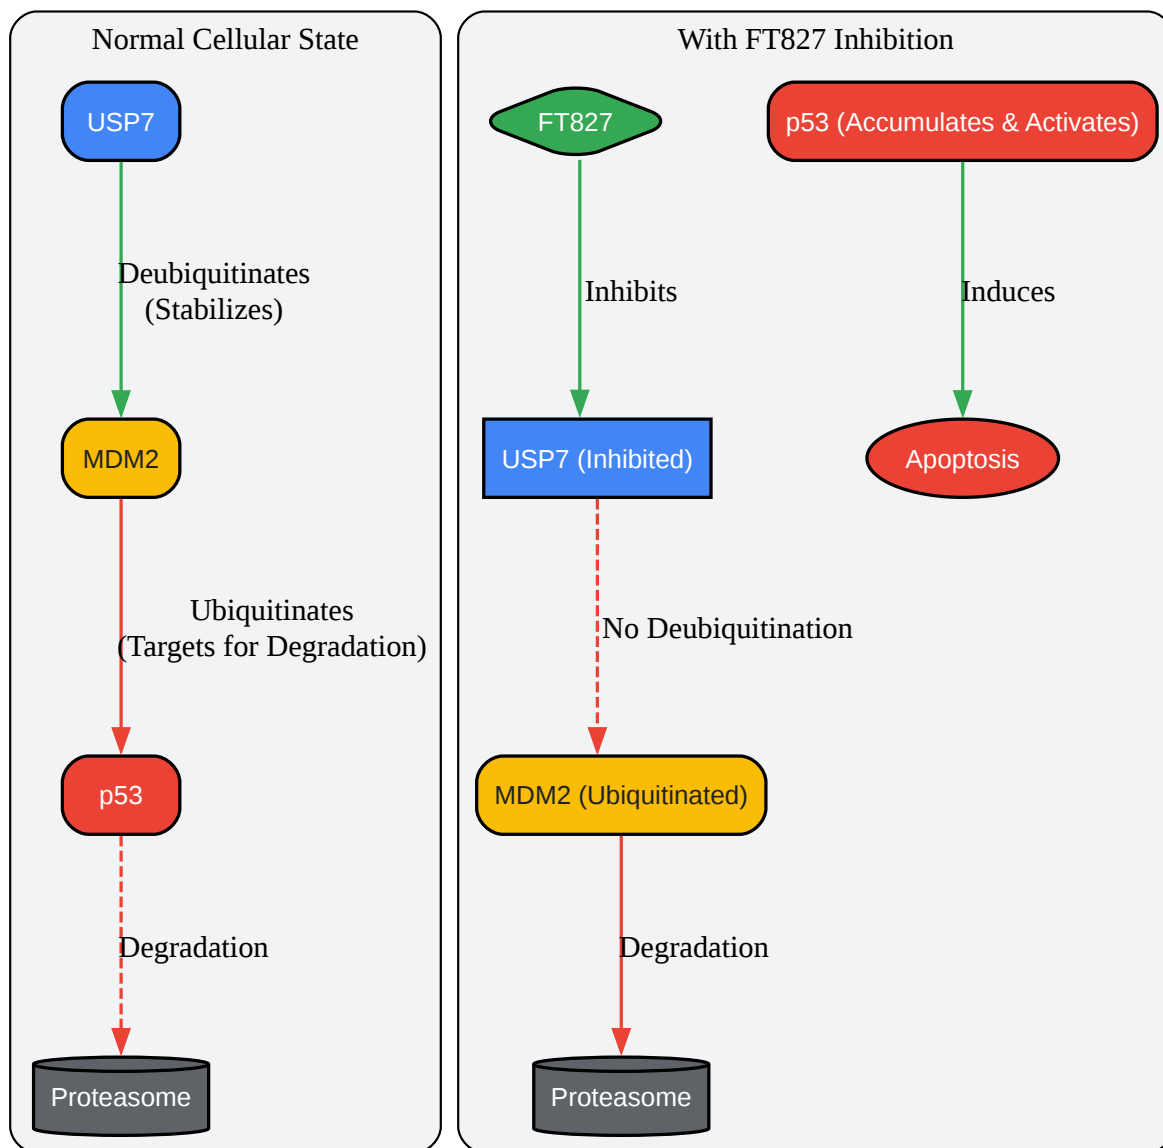 Normal Cellular State
USP7
Deubiquitinates
(Stabilizes)
MDM2
Ubiquitinates
(Targets for Degradation)
p53
Degradation
Proteasome
With FT827 Inhibition
FT827
Inhibits
USP7 (Inhibited)
No Deubiquitination
MDM2 (Ubiquitinated)
Degradation
Proteasome
p53 (Accumulates & Activates)
Induces
Apoptosis